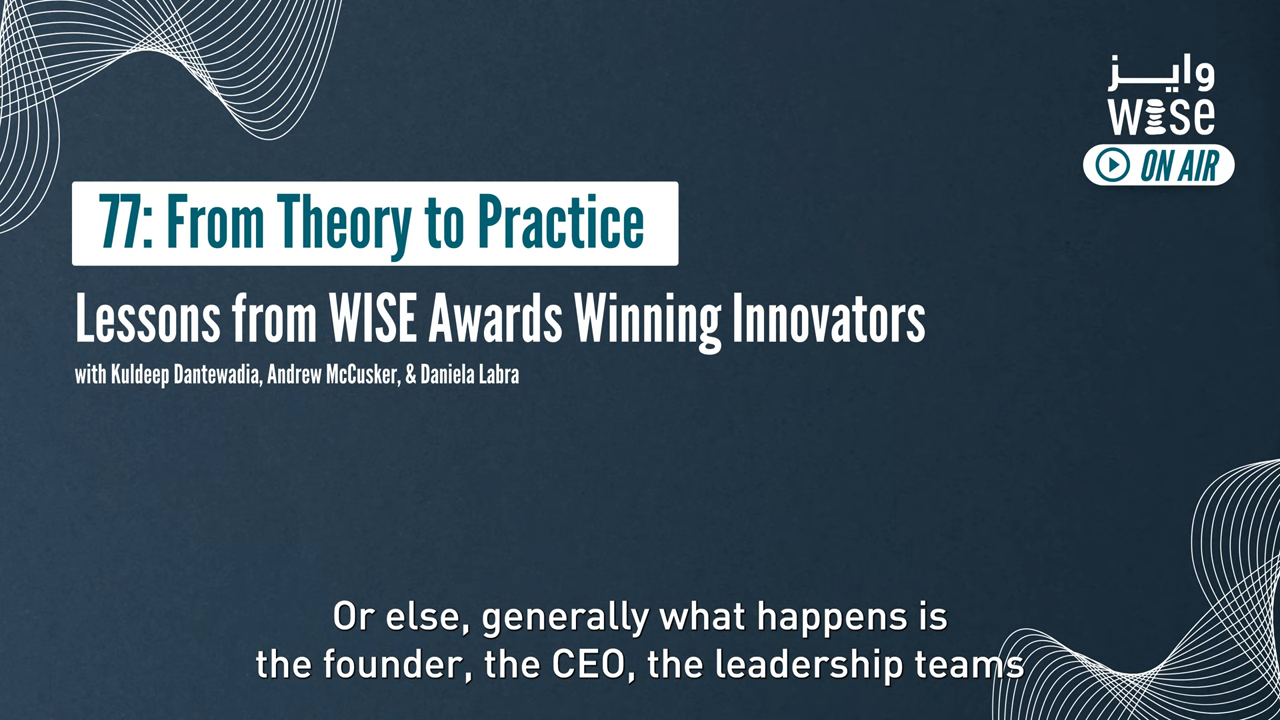 وايز
wise
ON AIR
77: From Theory to Practice
Lessons from WISE Awards Winning Innovators
with Kuldeep Dantewadia, Andrew McCusker, & Daniela Labra
Or else, generally what happens is
the founder, the CEO, the leadership teams